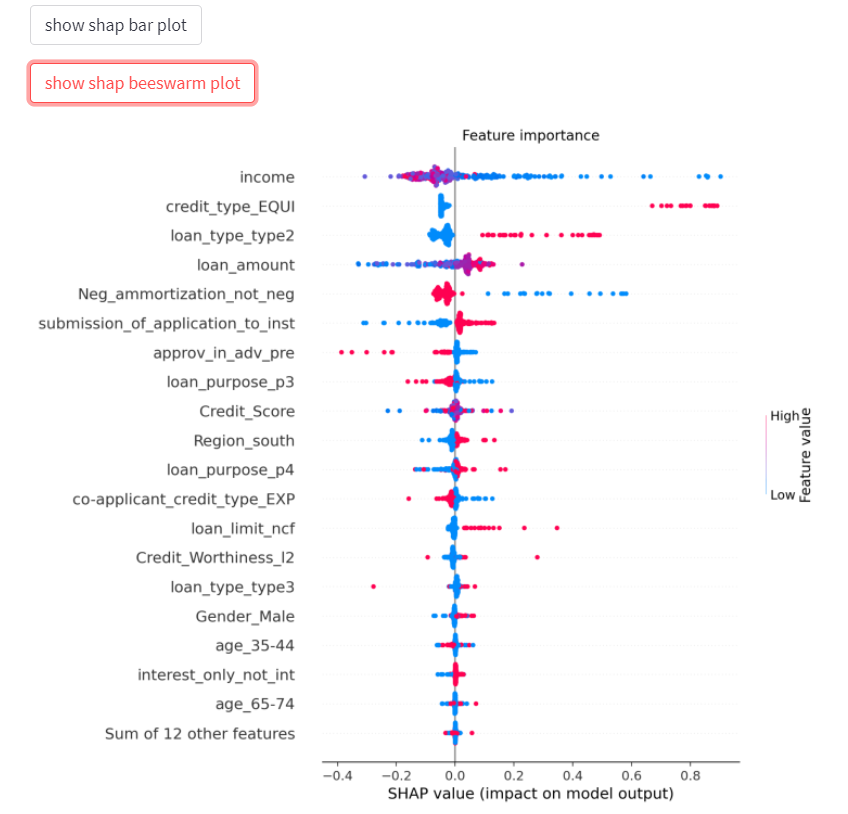 show shap bar plot
show shap beeswarm plot
Feature importance
income
credit_type_EQUI
loan_type_type2
loan_amount
Neg_ammortization_not_neg
submission_of_application_to_inst
approv_in_adv_pre
loan_purpose_p3
Credit_Score
Region_south
loan_purpose_p4
co-applicant_credit_type_EXP
loan_limit_ncf
Credit_Worthiness_l2
loan_type_type3
Gender_Male
age_35-44
interest_only_not_int
age_65-74
Sum of 12 other features
High
Low
Feature value
−0.4 −0.2 0.0 0.2 0.4 0.6 0.8
SHAP value (impact on model output)